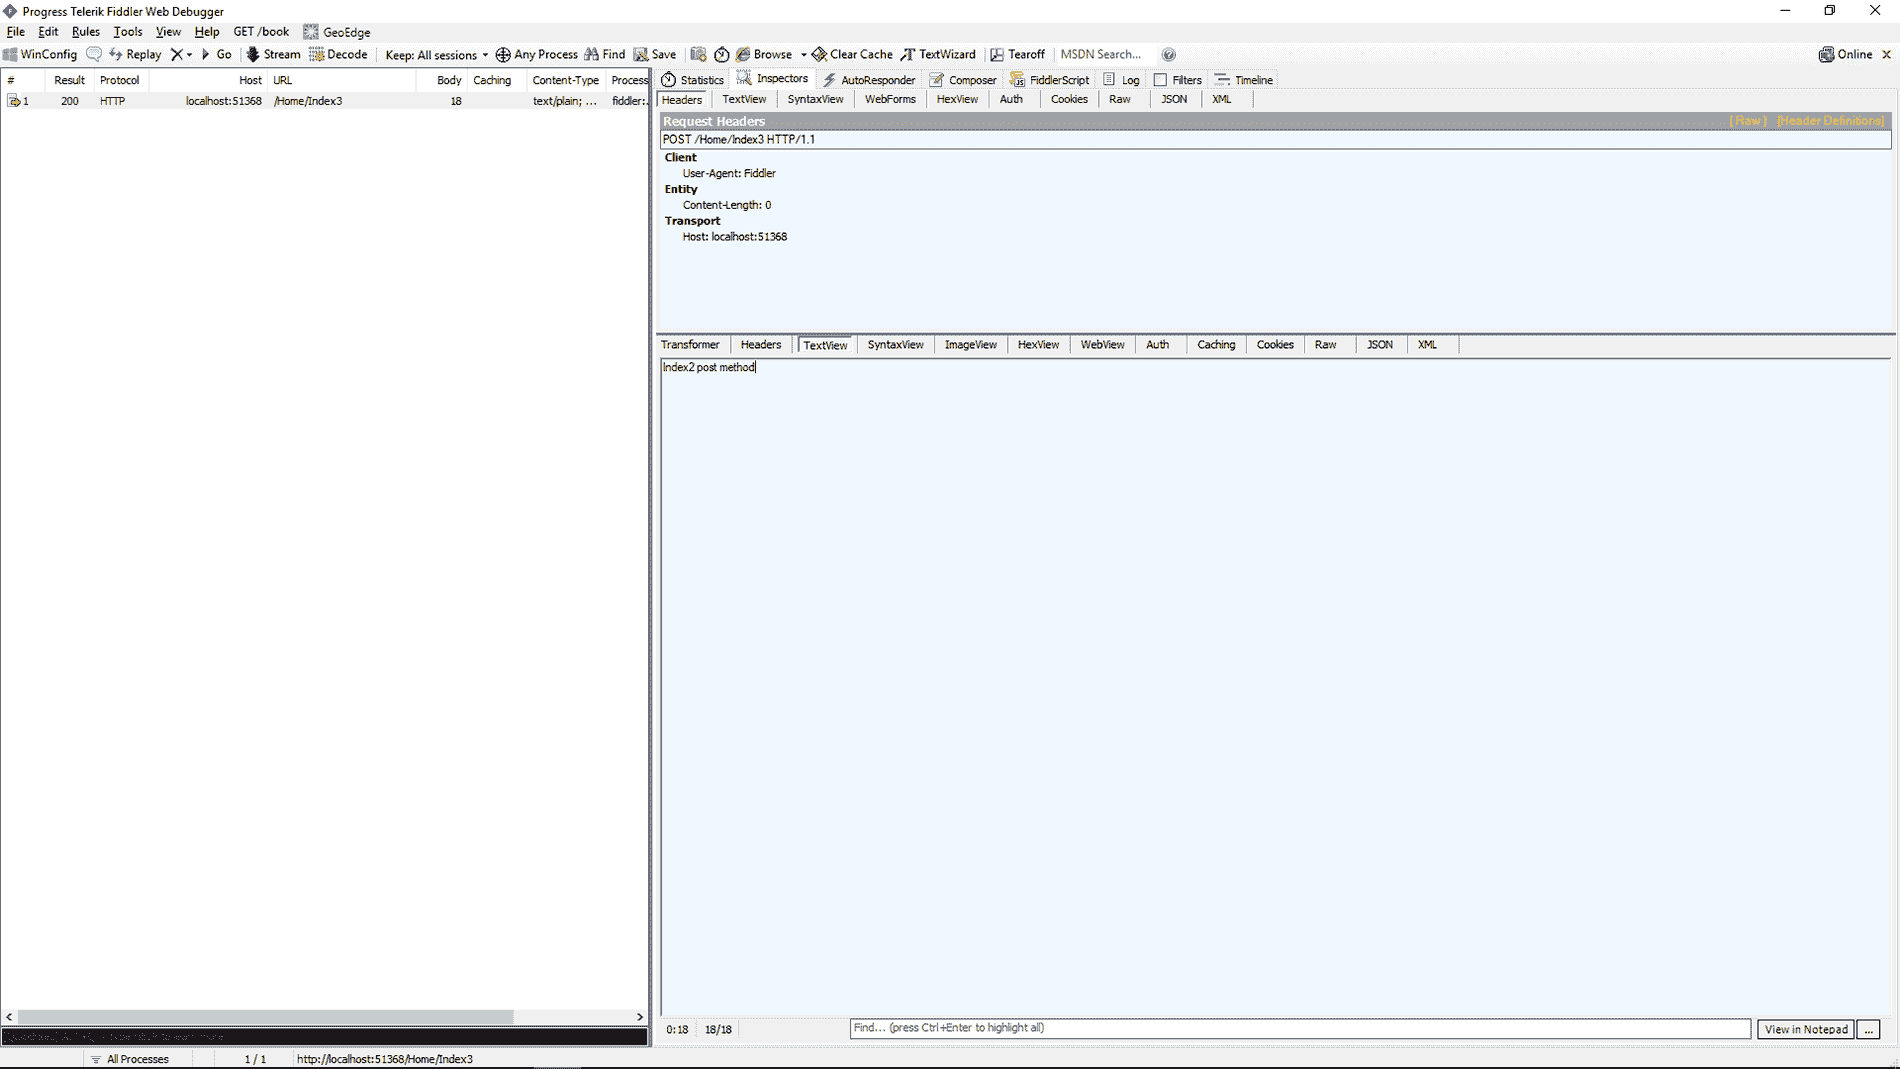 Progress Telerik Fiddler Web Debugger
File Edit Rules Tools View Help GET /book GeoEdge
WinConfig Replay Go Stream Decode Keep: All sessions Any Process Find Save Browse Clear Cache TextWizard Tearoff MSDN Search... Online
# Result Protocol Host URL Body Caching Content-Type Process
1 200 HTTP localhost:51368 /Home/Index3 18 text/plain; ... fiddler:.
Statistics Inspectors AutoResponder Composer FiddlerScript Log Filters Timeline
Headers TextView SyntaxView WebForms HexView Auth Cookies Raw JSON XML
Request Headers [ Raw ] [Header Definitions]
POST /Home/Index3 HTTP/1.1
Client
User-Agent: Fiddler
Entity
Content-Length: 0
Transport
Host: localhost:51368
Transformer Headers TextView SyntaxView ImageView HexView WebView Auth Caching Cookies Raw JSON XML
Index2 post method
0:18 18/18 Find... (press Ctrl+Enter to highlight all) View in Notepad ...
All Processes 1 / 1 http://localhost:51368/Home/Index3